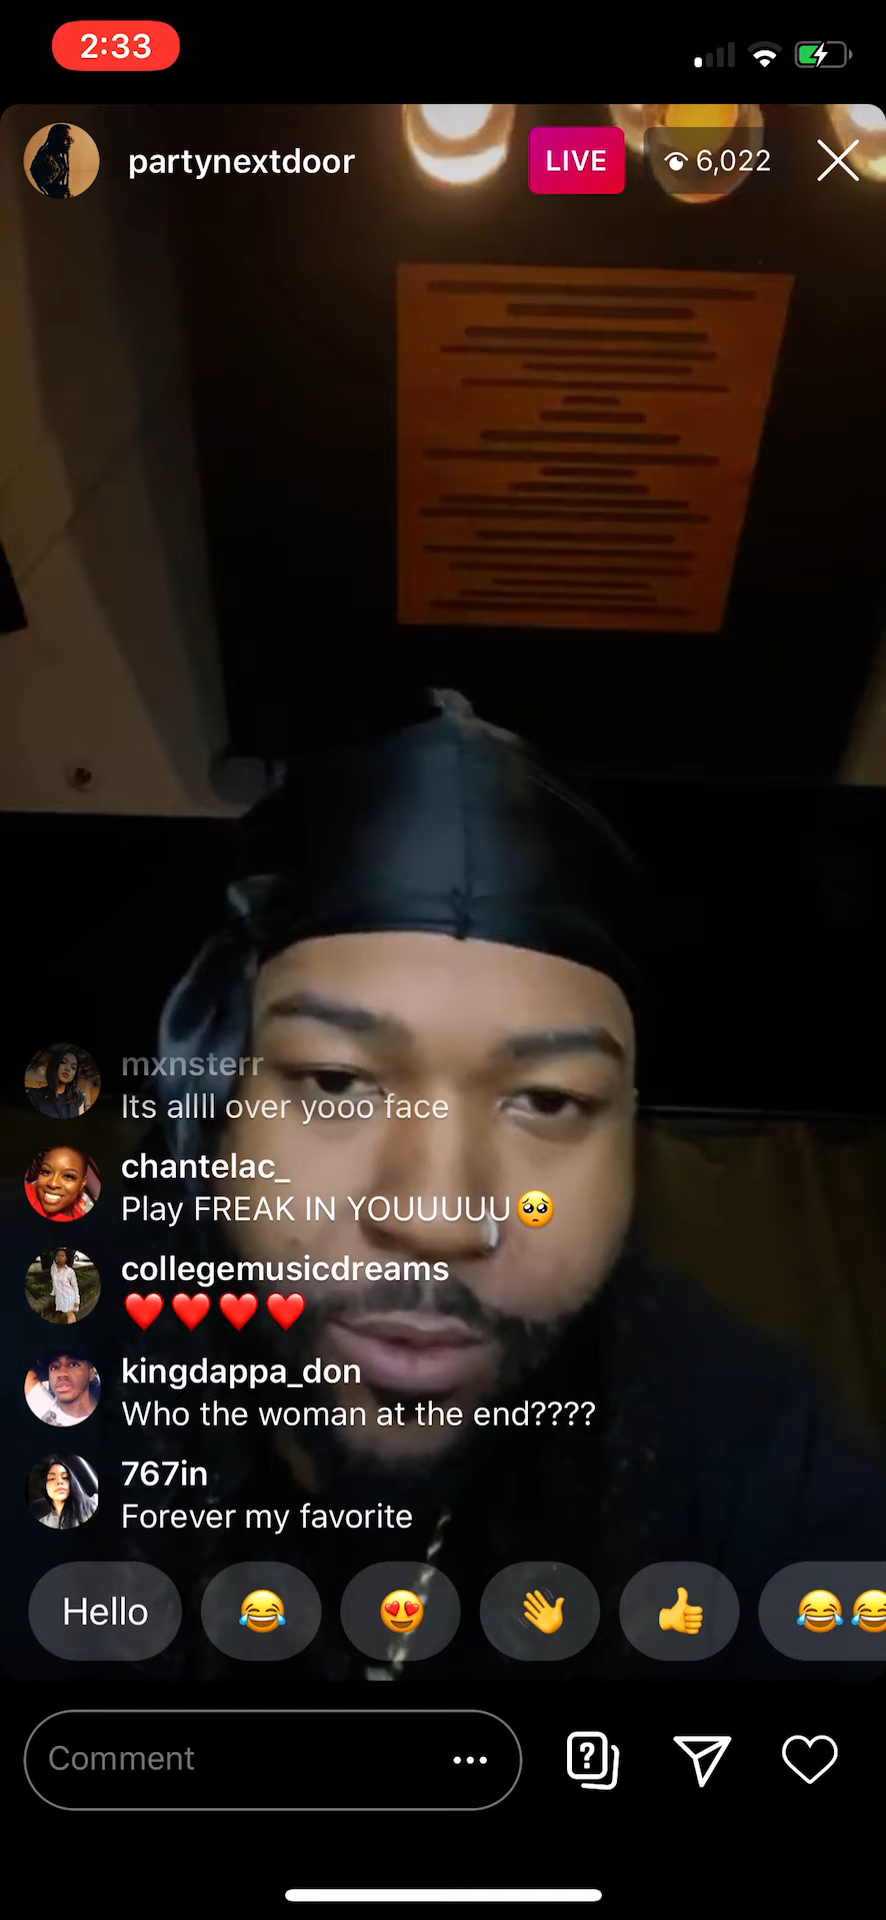 2:33
partynextdoor
LIVE
6,022
mxnsterr
Its allll over yooo face
chantelac_
Play FREAK IN YOUUUUU🥺
collegemusicdreams
❤️❤️❤️❤️
kingdappa_don
Who the woman at the end????
767in
Forever my favorite
Hello 😂 😍 👋 👍 😂😂
Comment